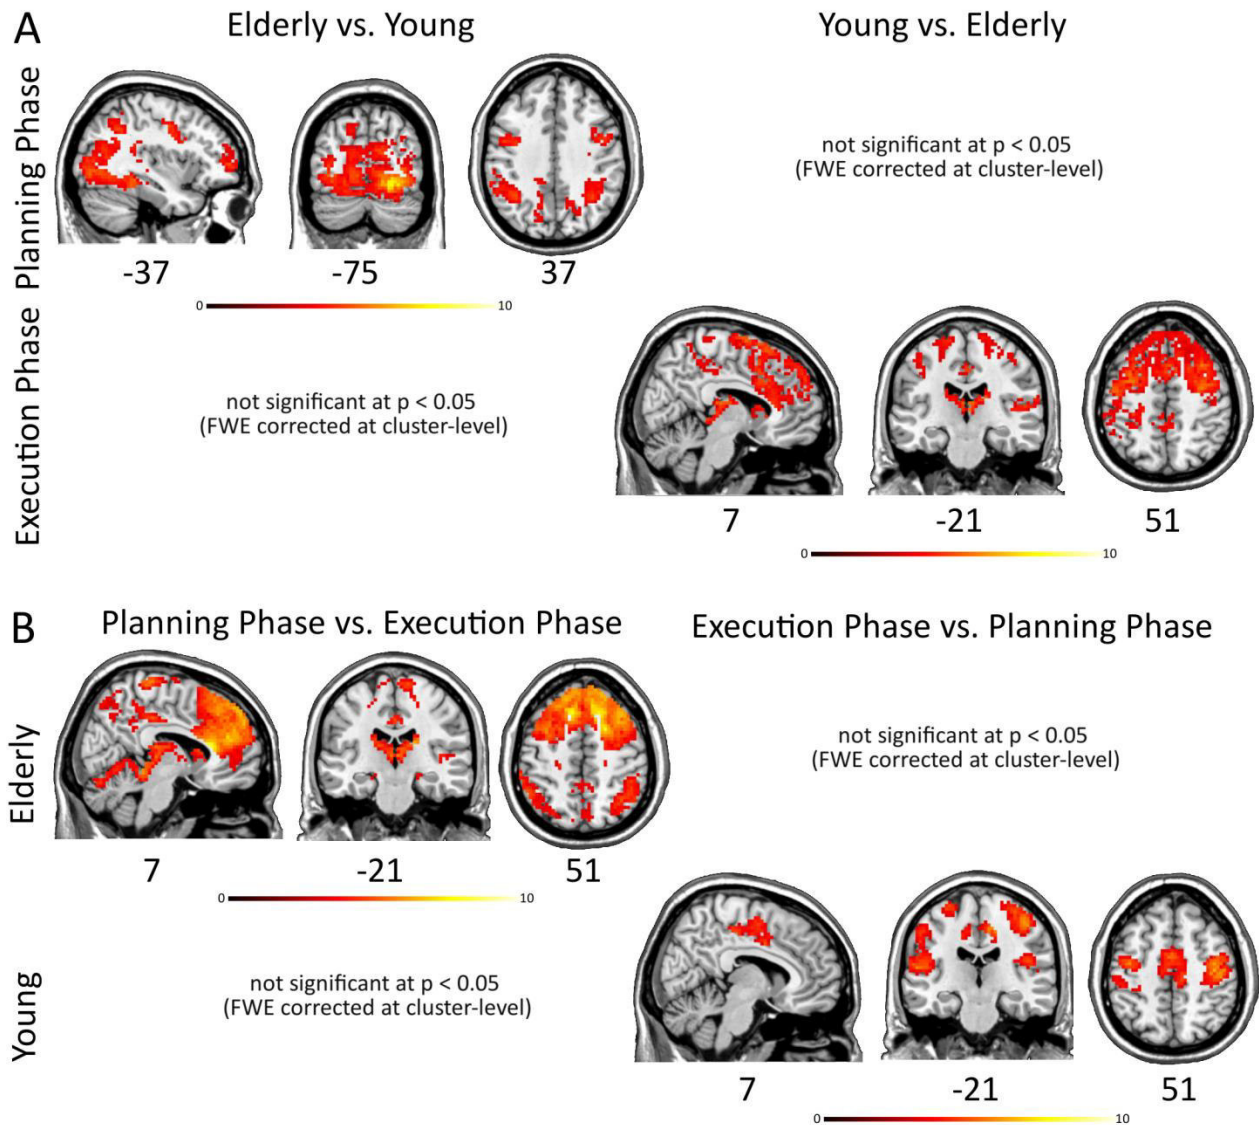 A
Elderly vs. Young
Young vs. Elderly
Planning Phase
-37
-75
37
0
10
not significant at p < 0.05
(FWE corrected at cluster-level)
Execution Phase
not significant at p < 0.05
(FWE corrected at cluster-level)
7
-21
51
0
10
B
Planning Phase vs. Execution Phase
Execution Phase vs. Planning Phase
Elderly
7
-21
51
0
10
not significant at p < 0.05
(FWE corrected at cluster-level)
Young
not significant at p < 0.05
(FWE corrected at cluster-level)
7
-21
51
0
10